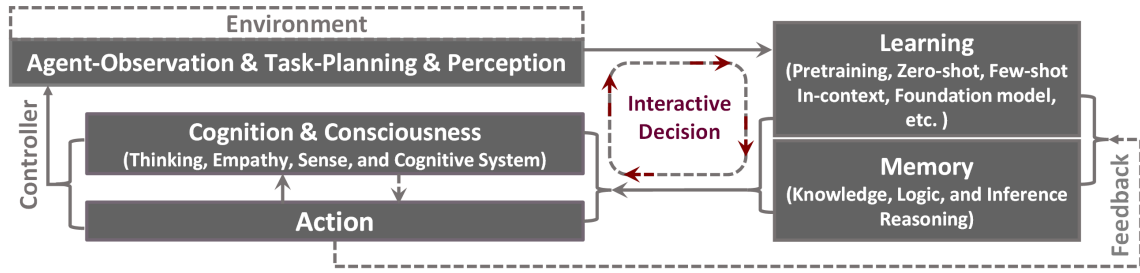 Environment
Agent-Observation & Task-Planning & Perception
Controller
Cognition & Consciousness
(Thinking, Empathy, Sense, and Cognitive System)
Action
Interactive
Decision
Learning
(Pretraining, Zero-shot, Few-shot
In-context, Foundation model,
etc. )
Memory
(Knowledge, Logic, and Inference
Reasoning)
Feedback